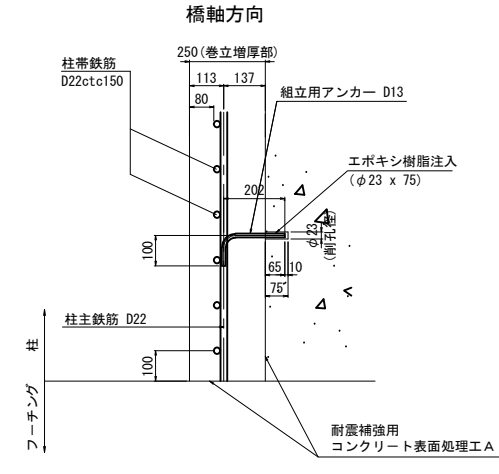 橋軸方向
250(巻立増厚部)
柱帯鉄筋
D22ctc150
113
137
80
組立用アンカー D13
エポキシ樹脂注入
(φ23 x 75)
202
100
φ23
(削孔径)
65
10
75
柱主鉄筋 D22
柱
100
フーチング
耐震補強用
コンクリート表面処理工A